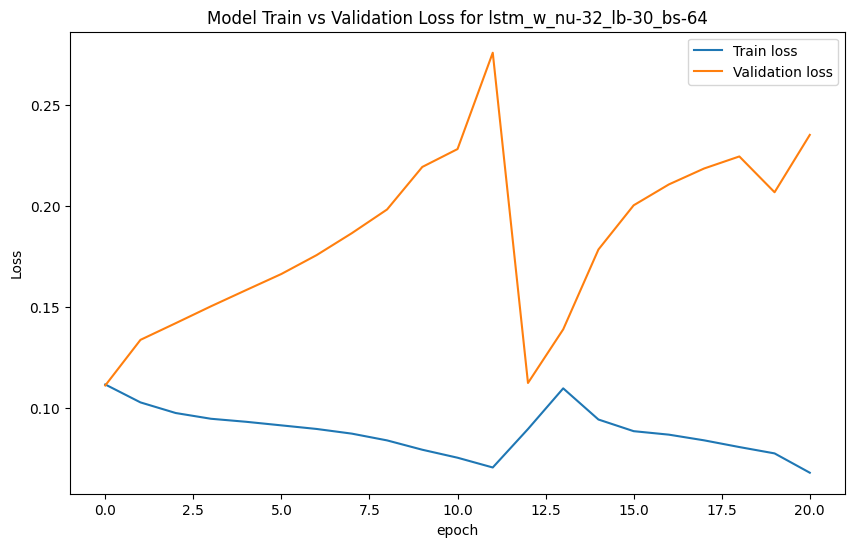 Model Train vs Validation Loss for lstm_w_nu-32_lb-30_bs-64
Train loss
Validation loss
0.25
0.20
0.15
0.10
Loss
0.0 2.5 5.0 7.5 10.0 12.5 15.0 17.5 20.0
epoch